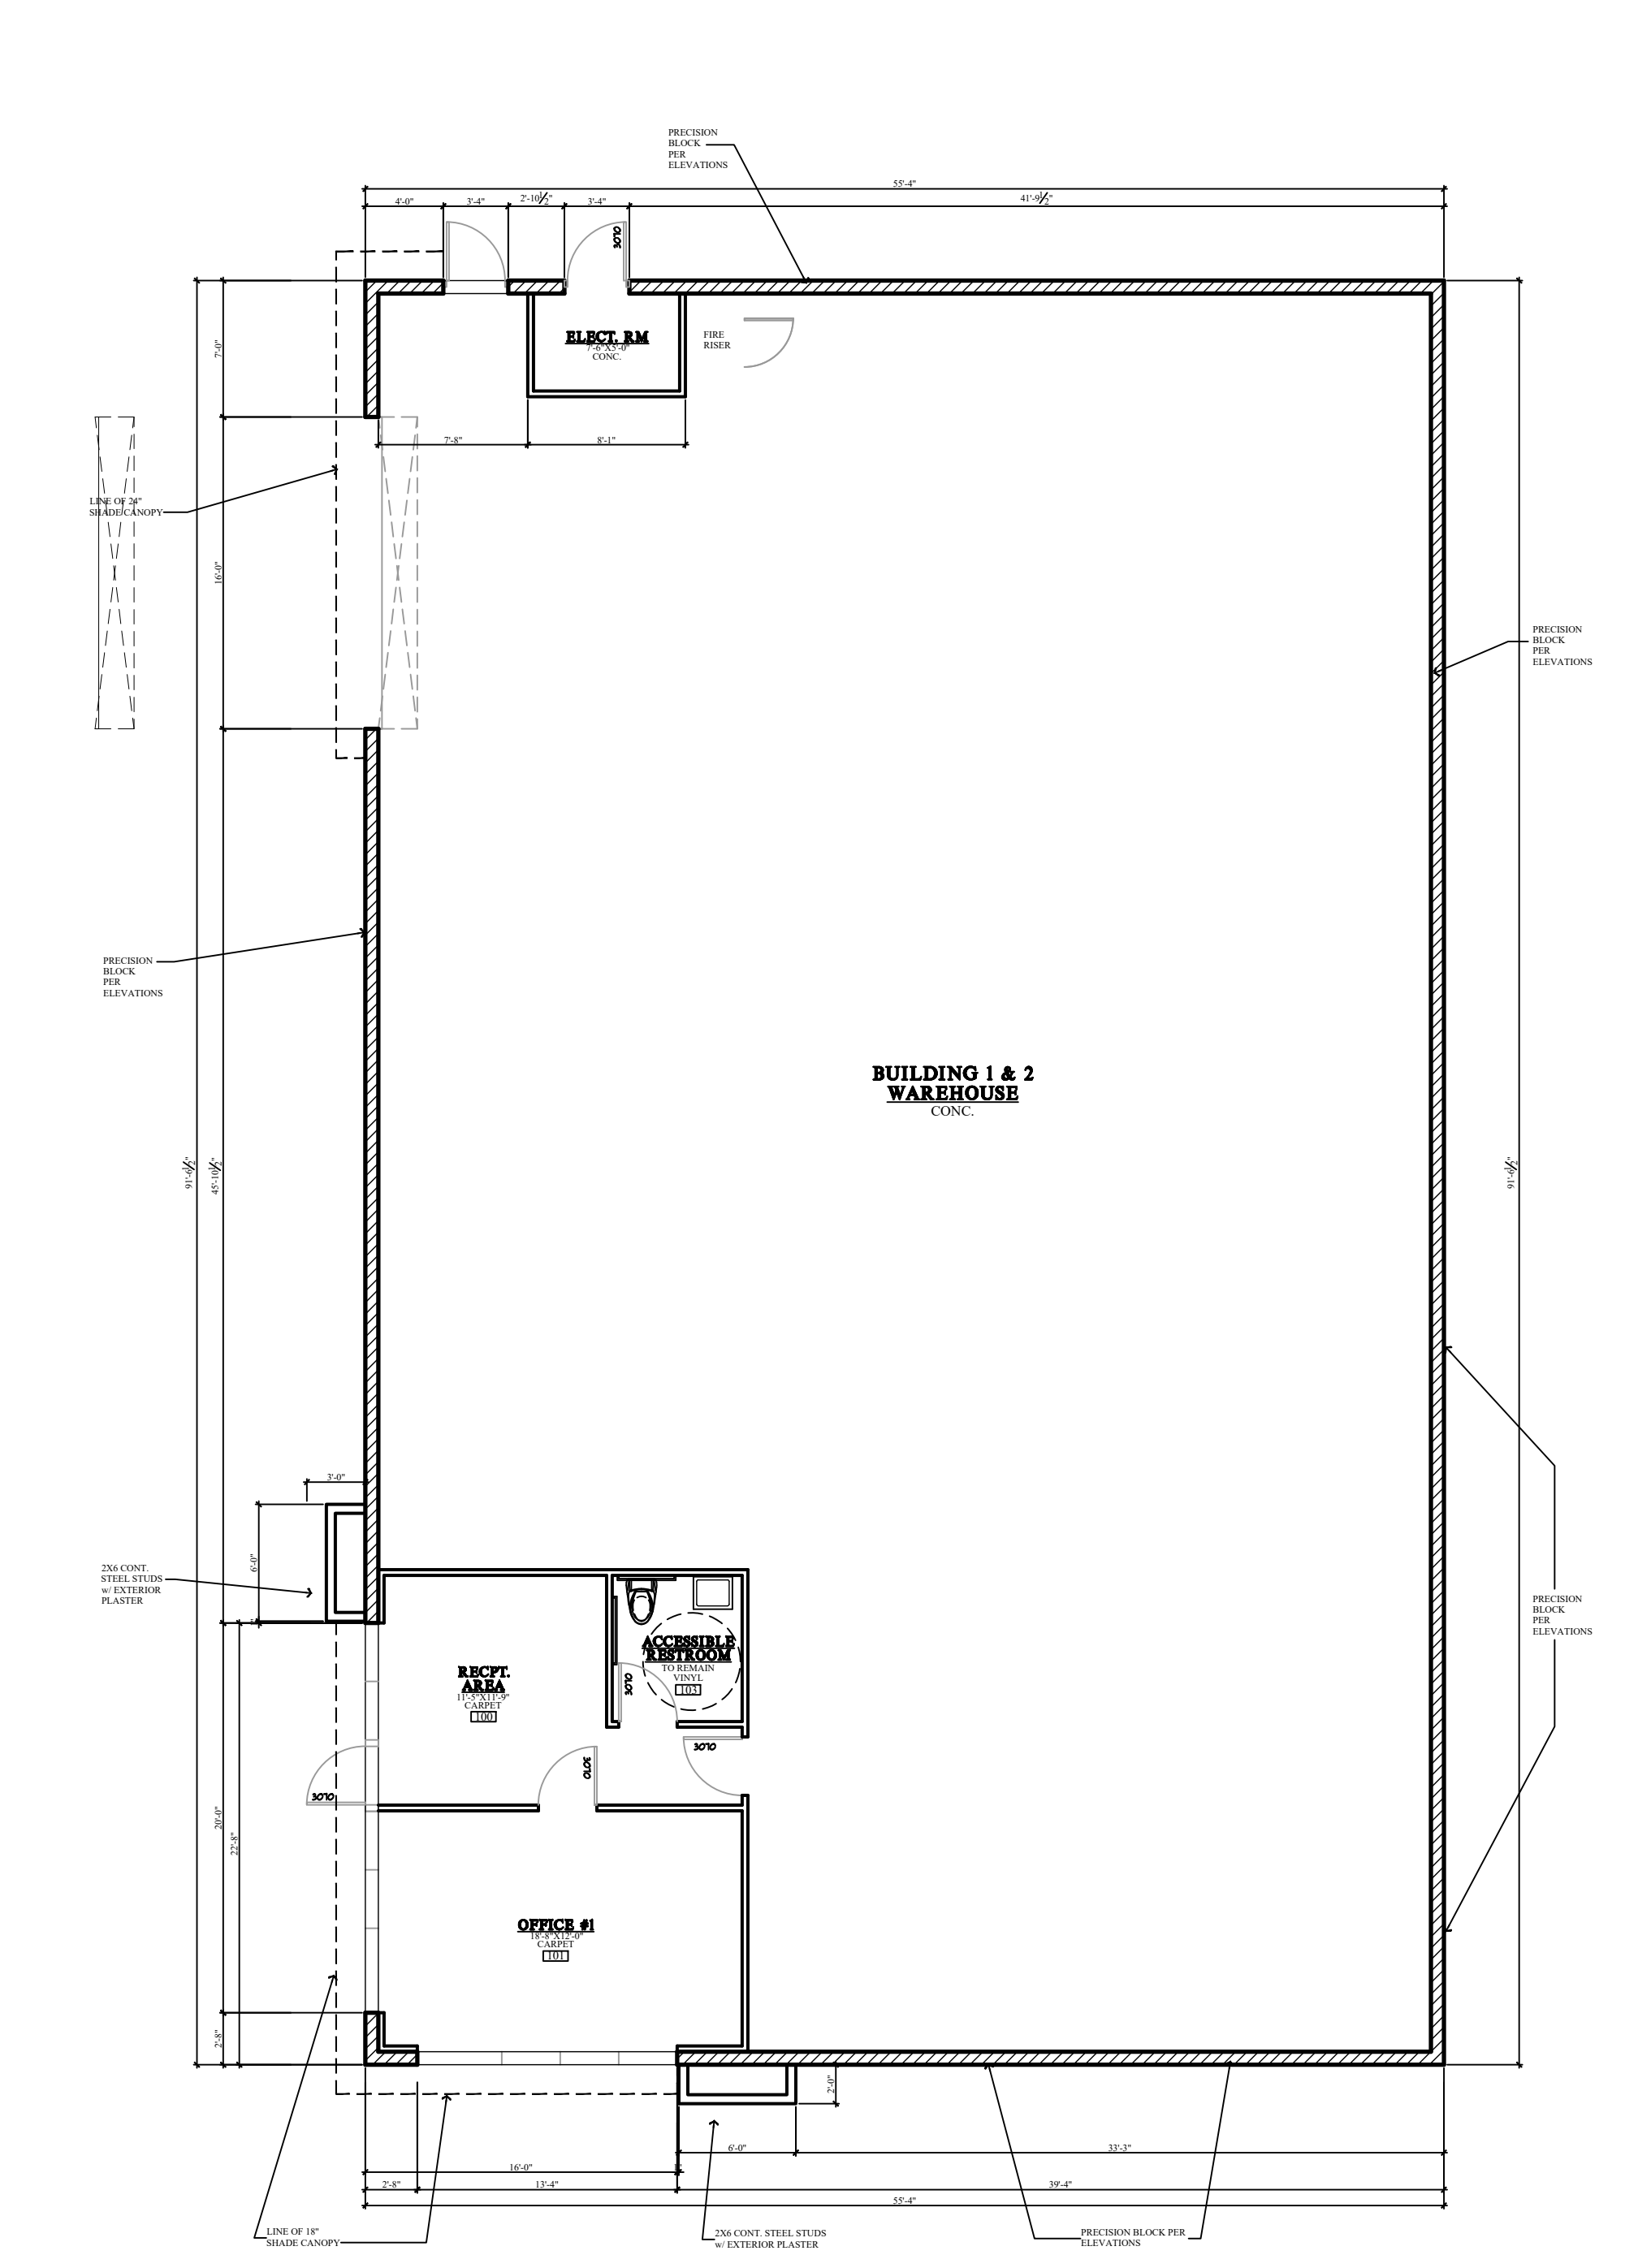 PRECISION
BLOCK
PER
ELEVATIONS
55'-4"
4'-0"
3'-4"
2'-10½"
3'-4"
41'-9½"
3070
ELECT. RM
7'-6"X5'-0"
CONC.
FIRE
RISER
7'-0"
7'-8"
8'-1"
LINE OF 24"
SHADE CANOPY
16'-0"
PRECISION
BLOCK
PER
ELEVATIONS
PRECISION
BLOCK
PER
ELEVATIONS
BUILDING 1 & 2
WAREHOUSE
CONC.
91'-6½"
45'-10½"
91'-6½"
3'-0"
6'-0"
2X6 CONT.
STEEL STUDS
w/ EXTERIOR
PLASTER
1"
PRECISION
BLOCK
PER
ELEVATIONS
ACCESSIBLE
RESTROOM
TO REMAIN
VINYL
103
3070
RECPT.
AREA
11'-5"X11'-9"
CARPET
100
3070
3070
3070
20'-0"
22'-8"
OFFICE #1
18'-8"X12'-0"
CARPET
101
2'-8"
2'-0"
6'-0"
33'-3"
16'-0"
1"
2'-8"
13'-4"
39'-4"
55'-4"
LINE OF 18"
SHADE CANOPY
2X6 CONT. STEEL STUDS
w/ EXTERIOR PLASTER
PRECISION BLOCK PER
ELEVATIONS